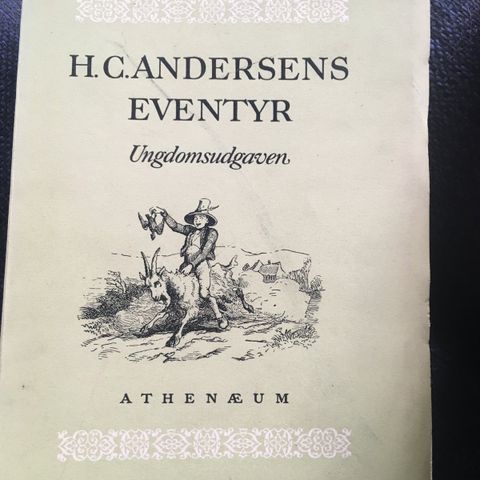 H.C.ANDERSENS
EVENTYR
Ungdomsudgaven
ATHENÆUM